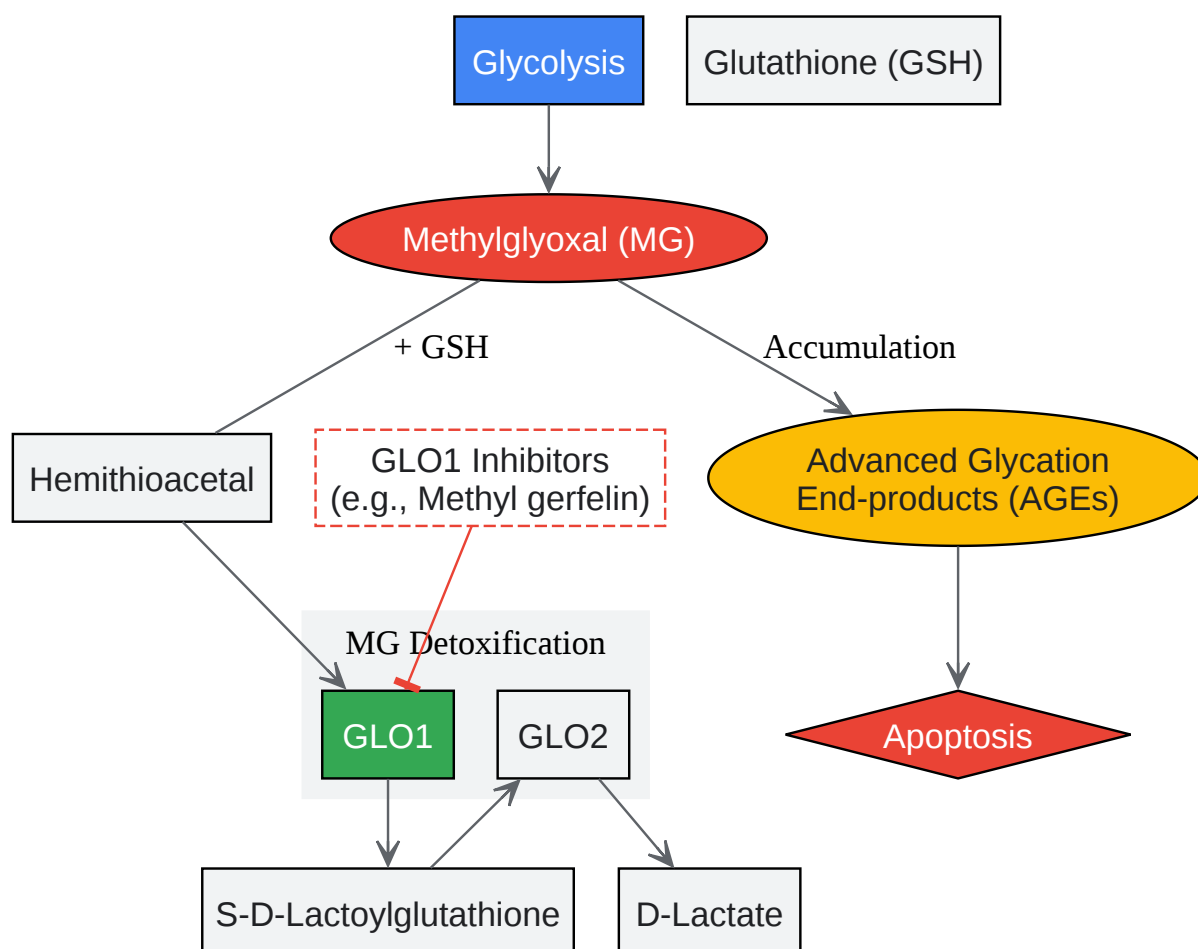 Glycolysis
Glutathione (GSH)
Methylglyoxal (MG)
+ GSH
Accumulation
Hemithioacetal
GLO1 Inhibitors
(e.g., Methyl gerfelin)
Advanced Glycation
End-products (AGEs)
MG Detoxification
GLO1
GLO2
Apoptosis
S-D-Lactoylglutathione
D-Lactate